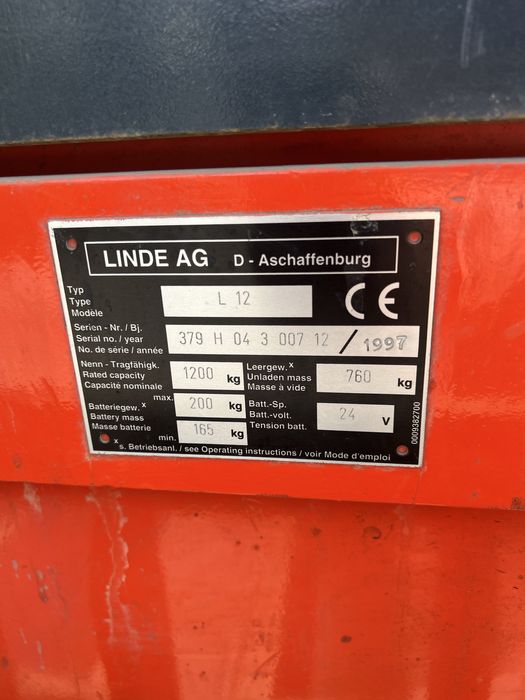 LINDE AG D - Aschaffenburg
Typ
Type
Modèle
L 12
CE
Serien - Nr. / Bj.
Serial no. / year
No. de série / année
379 H 04 3 007 12 / 1997
Nenn - Tragfähigk.
Rated capacity
Capacité nominale
1200 kg
Leergew. x
Unladen mass
Masse à vide
760 kg
Batteriegew. x
Battery mass
Masse batterie
max. 200 kg
min. 165 kg
Batt.-Sp.
Batt.-volt.
Tension batt.
24 V
x s. Betriebsanl. / see Operating instructions / voir Mode d'emploi
0009382700